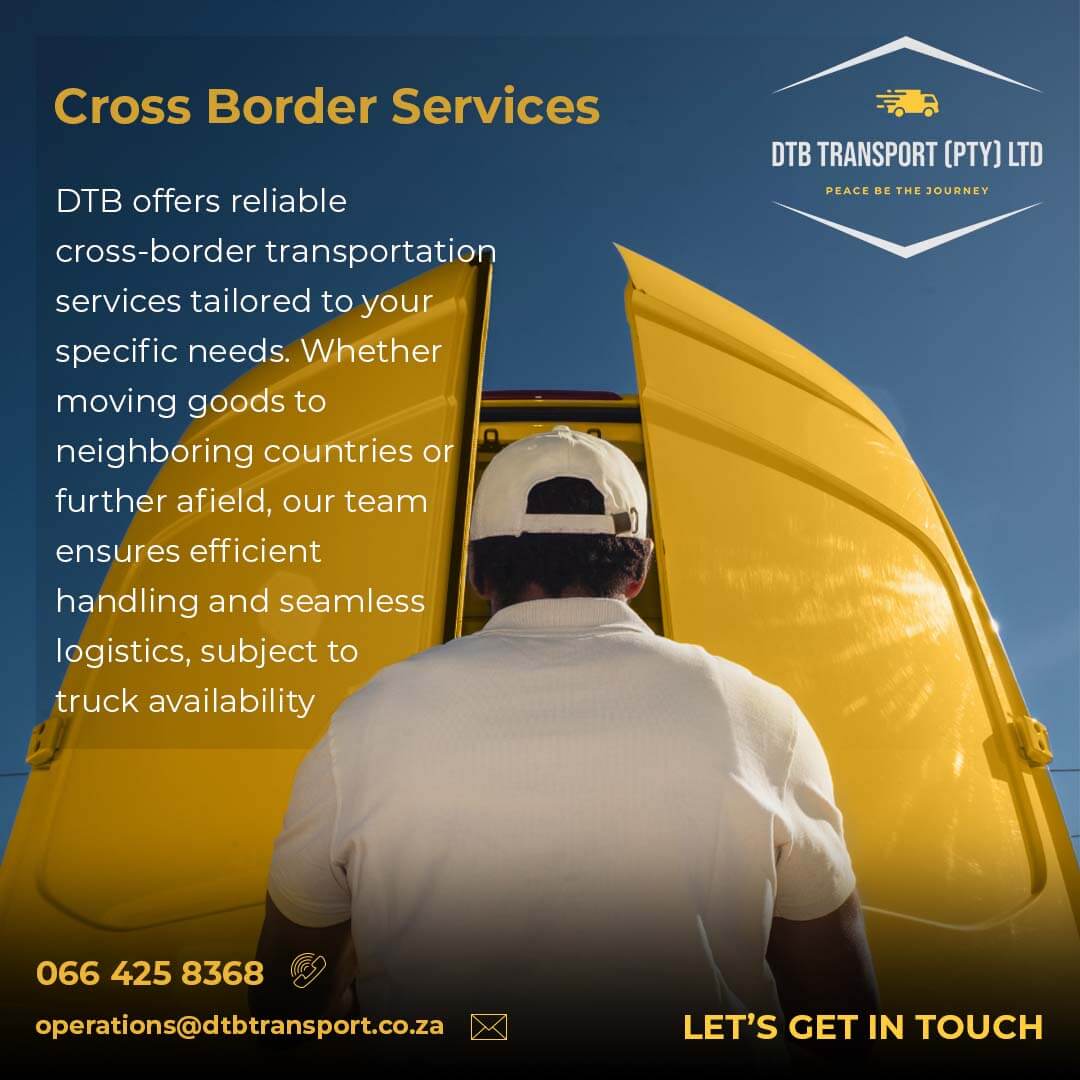 Cross Border Services
DTB TRANSPORT (PTY) LTD
PEACE BE THE JOURNEY
DTB offers reliable
cross-border transportation
services tailored to your
specific needs. Whether
moving goods to
neighboring countries or
further afield, our team
ensures efficient
handling and seamless
logistics, subject to
truck availability
066 425 8368
operations@dtbtransport.co.za
LET’S GET IN TOUCH